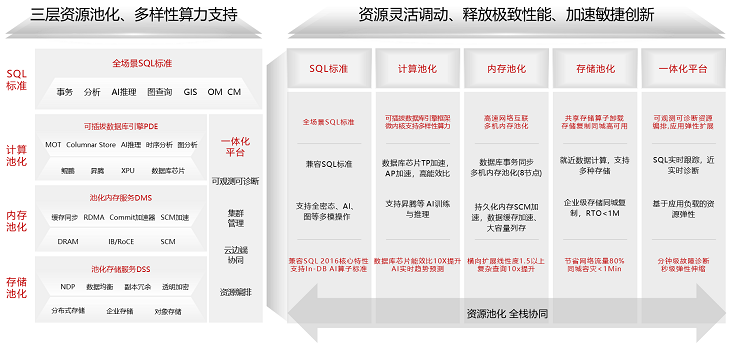 三层资源池化、多样性算力支持
SQL
标准
全场景SQL标准
事务 分析 AI推理 图查询 GIS OM CM
计算
池化
可插拔数据库引擎PDE
MOT Columnar Store AI推理 时序分析 图分析
鲲鹏 昇腾 XPU 数据库芯片
内存
池化
池化内存服务DMS
缓存同步 RDMA Commit加速器 SCM加速
DRAM IB/RoCE SCM
存储
池化
池化存储服务DSS
NDP 数据均衡 副本冗余 透明加密
分布式存储 企业存储 对象存储
一体化
平台
可观测可诊断
集群
管理
云边端
协同
资源编排
资源灵活调动、释放极致性能、加速敏捷创新
SQL标准
全场景SQL标准
兼容SQL标准
支持全密态、AI、
图等多模操作
兼容SQL 2016核心特性
支持In-DB AI算子标准
计算池化
可插拔数据库引擎框架
微内核支持多样性算力
数据库芯片TP加速,
AP加速,高能效比
支持昇腾等 AI训练
与推理
数据库芯片能效比10X提升
AI实时趋势预测
内存池化
高速网络互联
多机内存池化
数据库事务同步
多机内存池化(8节点)
持久化内存SCM加
速,数据缓存加速、
大容量列存
横向扩展线性度1.5以上
复杂查询10x提升
存储池化
共享存储算子卸载
存储复制同城高可用
就近数据计算,支持
多种存储
企业级存储同城复
制,RTO<1M
节省网络流量80%
同城容灾<1Min
一体化平台
可观测可诊断资源
编排,应用弹性扩展
SQL实时跟踪,近
实时诊断
基于应用负载的资
源弹性
分钟级故障诊断
秒级弹性伸缩
资源池化 全栈协同